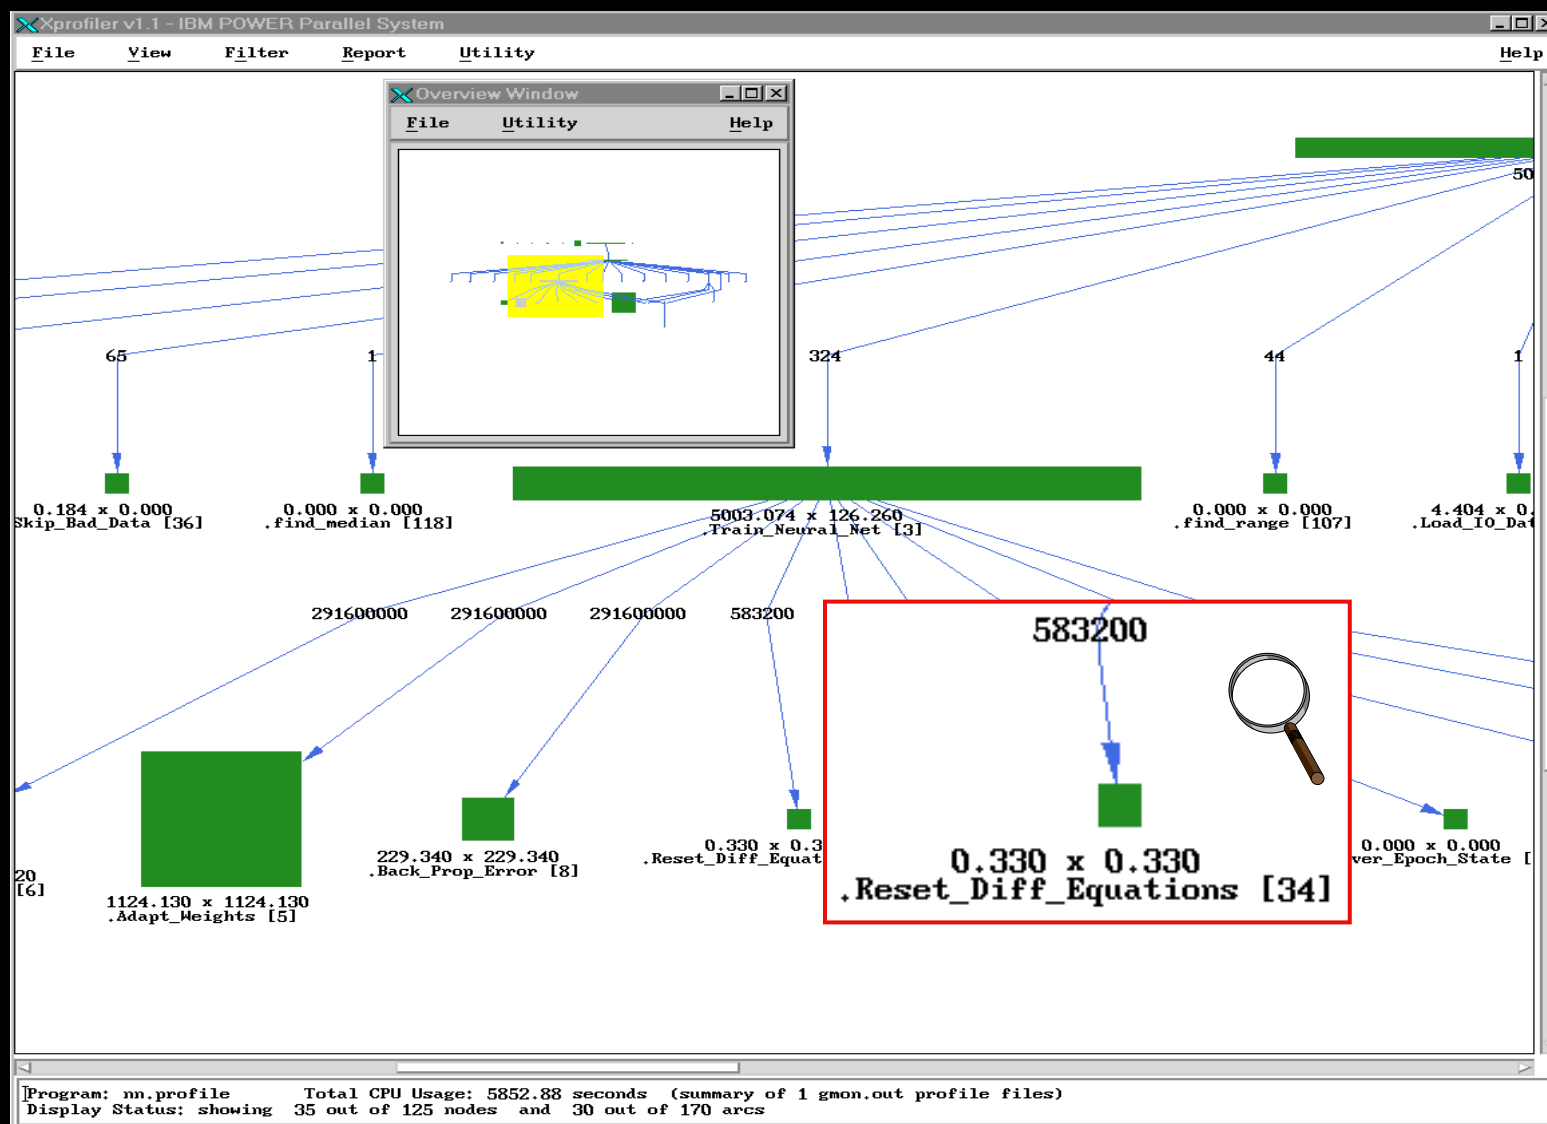 Xprofiler v1.1 - IBM POWER Parallel System
File View Filter Report Utility Help
Overview Window
File Utility Help
50
65
1
324
44
1
0.184 x 0.000
Skip_Bad_Data [36]
0.000 x 0.000
.find_median [118]
5003.074 x 126.260
.Train_Neural_Net [3]
0.000 x 0.000
.find_range [107]
4.404 x 0.
.Load_IO_Dat
291600000
291600000
291600000
583200
583200
20
[6]
1124.130 x 1124.130
.Adapt_Weights [5]
229.340 x 229.340
.Back_Prop_Error [8]
0.330 x 0.3
.Reset_Diff_Equat
0.330 x 0.330
.Reset_Diff_Equations [34]
0.000 x 0.000
ver_Epoch_State [
Program: nn.profile Total CPU Usage: 5852.88 seconds (summary of 1 gmon.out profile files)
Display Status: showing 35 out of 125 nodes and 30 out of 170 arcs